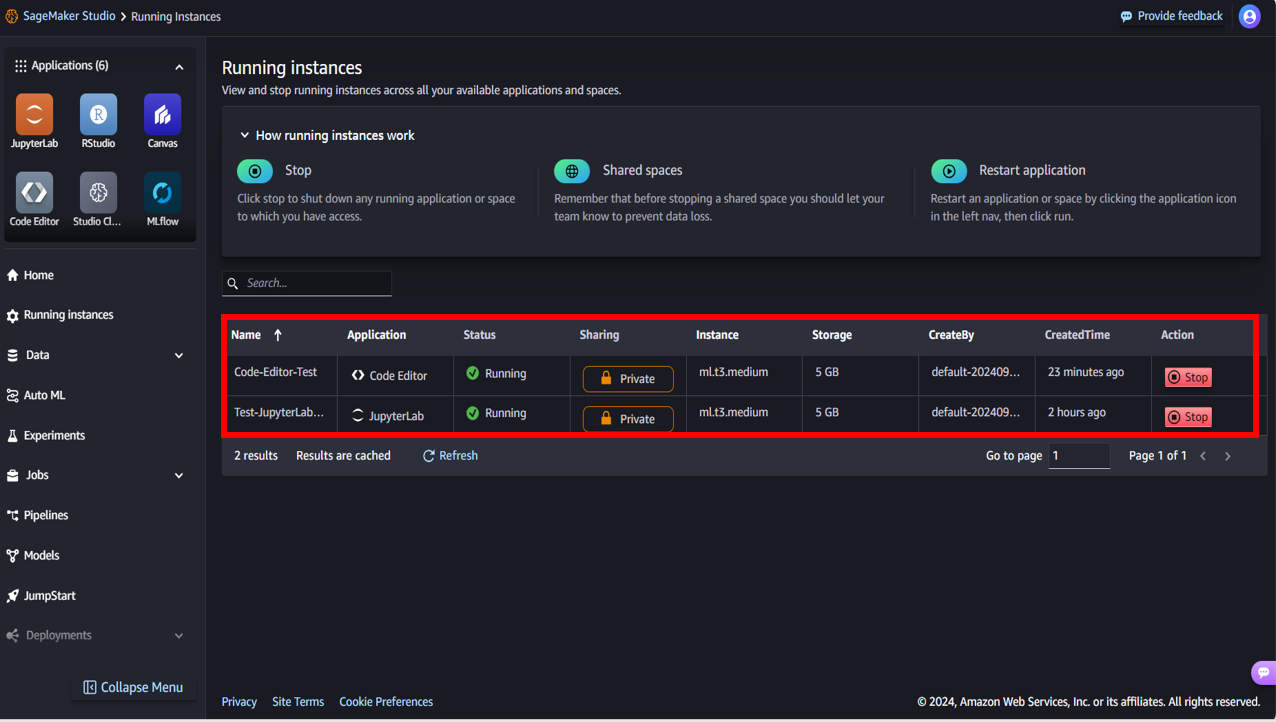 SageMaker Studio > Running Instances
Provide feedback
Applications (6)
JupyterLab RStudio Canvas
Code Editor Studio Cl... MLflow
Home
Running instances
Data
Auto ML
Experiments
Jobs
Pipelines
Models
JumpStart
Deployments
Collapse Menu
Running instances
View and stop running instances across all your available applications and spaces.
How running instances work
Stop
Click stop to shut down any running application or space
to which you have access.
Shared spaces
Remember that before stopping a shared space you should let your
team know to prevent data loss.
Restart application
Restart an application or space by clicking the application icon
in the left nav, then click run.
Search...
Name ↑ Application Status Sharing Instance Storage CreateBy CreatedTime Action
Code-Editor-Test Code Editor Running Private ml.t3.medium 5 GB default-202409... 23 minutes ago Stop
Test-JupyterLab... JupyterLab Running Private ml.t3.medium 5 GB default-202409... 2 hours ago Stop
2 results Results are cached Refresh Go to page 1 Page 1 of 1 < >
Privacy Site Terms Cookie Preferences © 2024, Amazon Web Services, Inc. or its affiliates. All rights reserved.